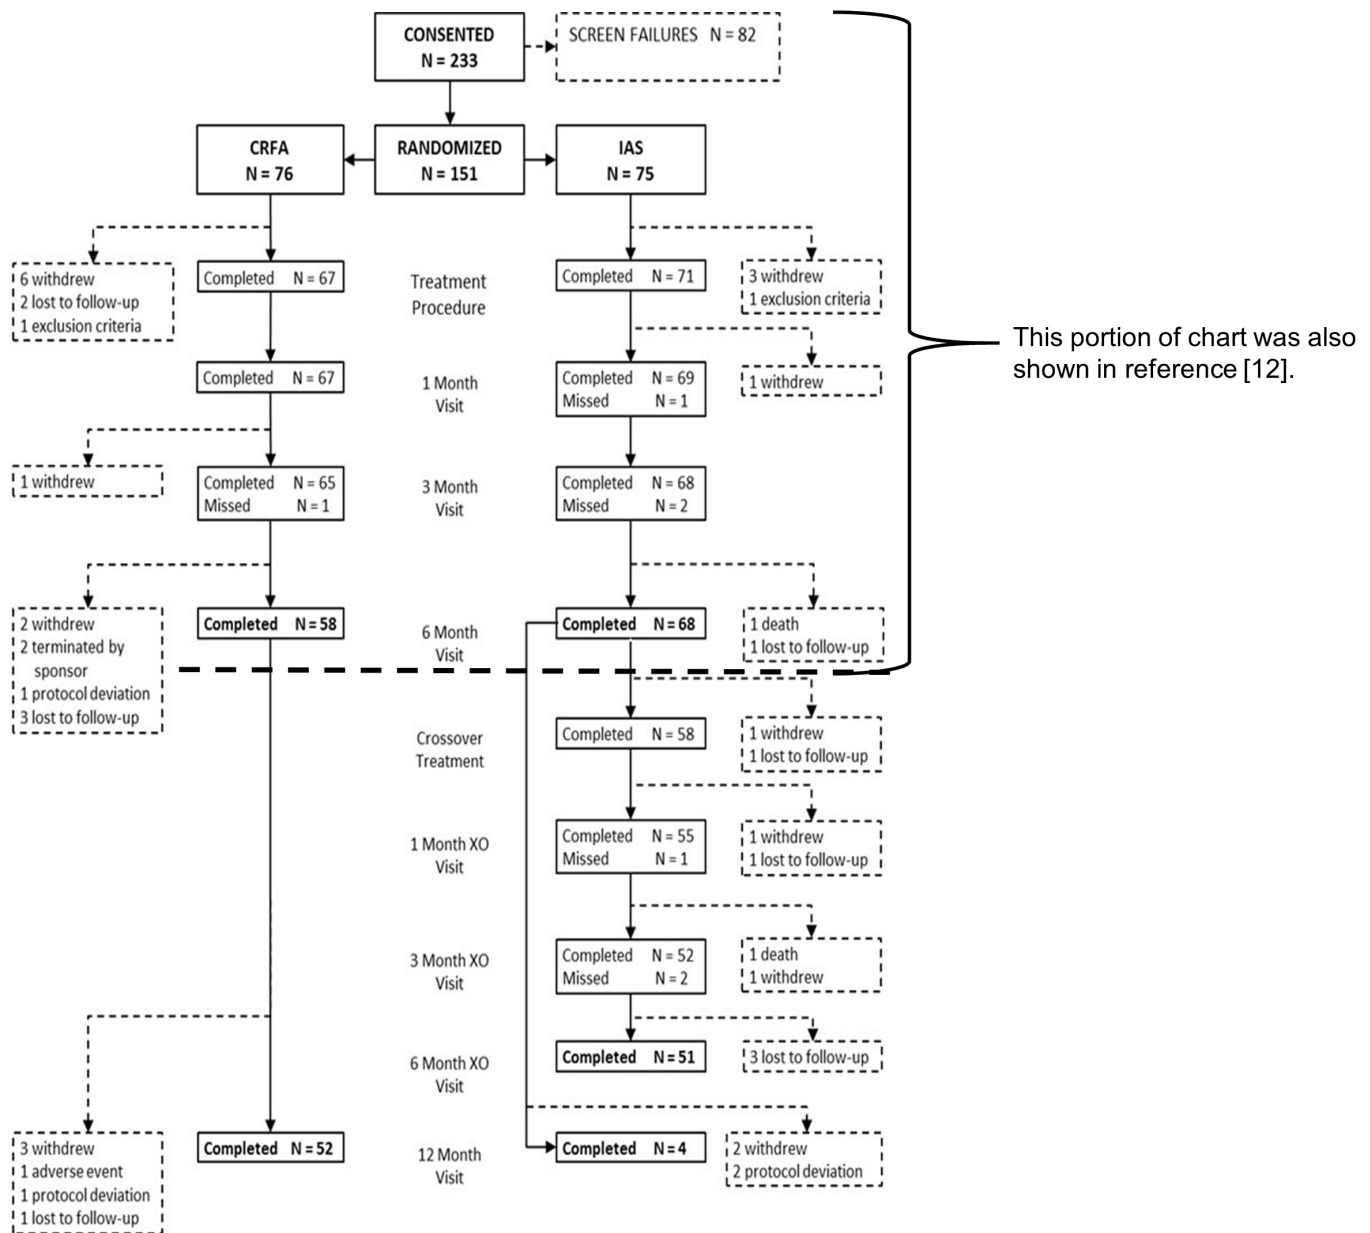 CONSENTED
N = 233
SCREEN FAILURES N = 82
CRFA
N = 76
RANDOMIZED
N = 151
IAS
N = 75
6 withdrew
2 lost to follow-up
1 exclusion criteria
Completed N = 67
Treatment
Procedure
Completed N = 71
3 withdrew
1 exclusion criteria
This portion of chart was also
shown in reference [12].
Completed N = 67
1 Month
Visit
Completed N = 69
Missed N = 1
1 withdrew
1 withdrew
Completed N = 65
Missed N = 1
3 Month
Visit
Completed N = 68
Missed N = 2
2 withdrew
2 terminated by
sponsor
1 protocol deviation
3 lost to follow-up
Completed N = 58
6 Month
Visit
Completed N = 68
1 death
1 lost to follow-up
Crossover
Treatment
Completed N = 58
1 withdrew
1 lost to follow-up
1 Month XO
Visit
Completed N = 55
Missed N = 1
1 withdrew
1 lost to follow-up
3 Month XO
Visit
Completed N = 52
Missed N = 2
1 death
1 withdrew
6 Month XO
Visit
Completed N = 51
3 lost to follow-up
3 withdrew
1 adverse event
1 protocol deviation
1 lost to follow-up
Completed N = 52
12 Month
Visit
Completed N = 4
2 withdrew
2 protocol deviation